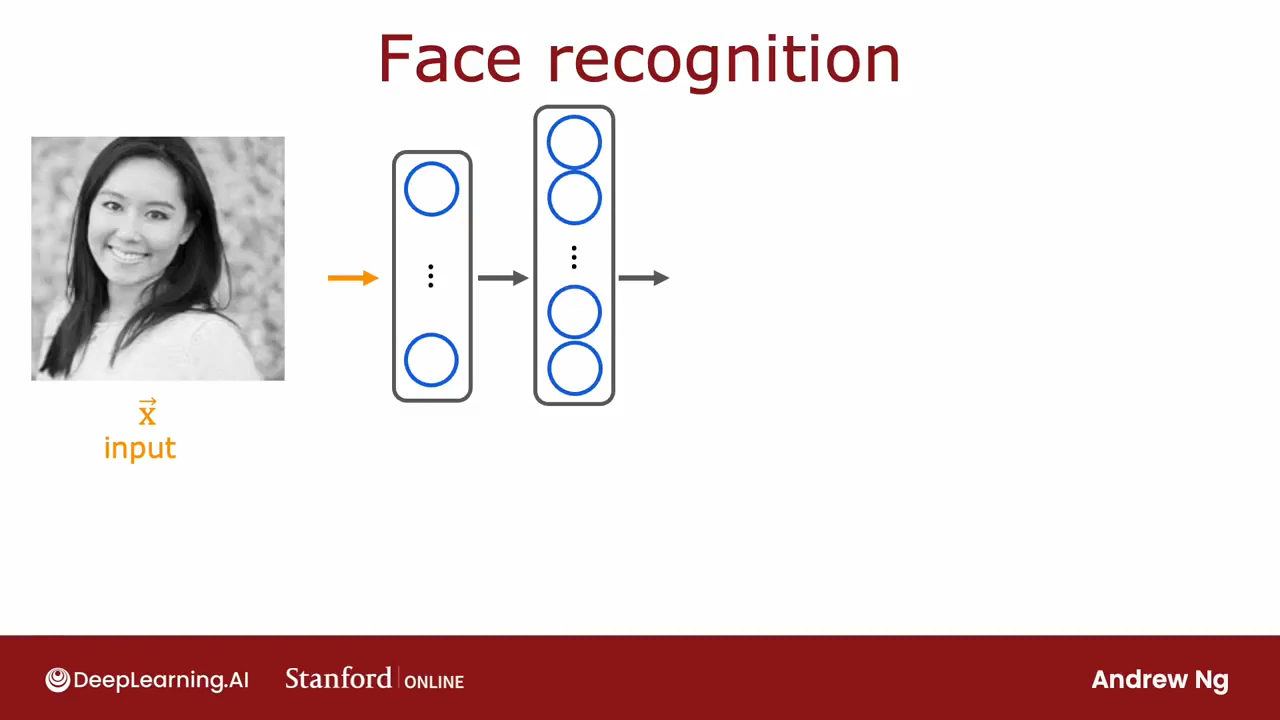 Face recognition
x⃗
input
DeepLearning.AI
Stanford | ONLINE
Andrew Ng